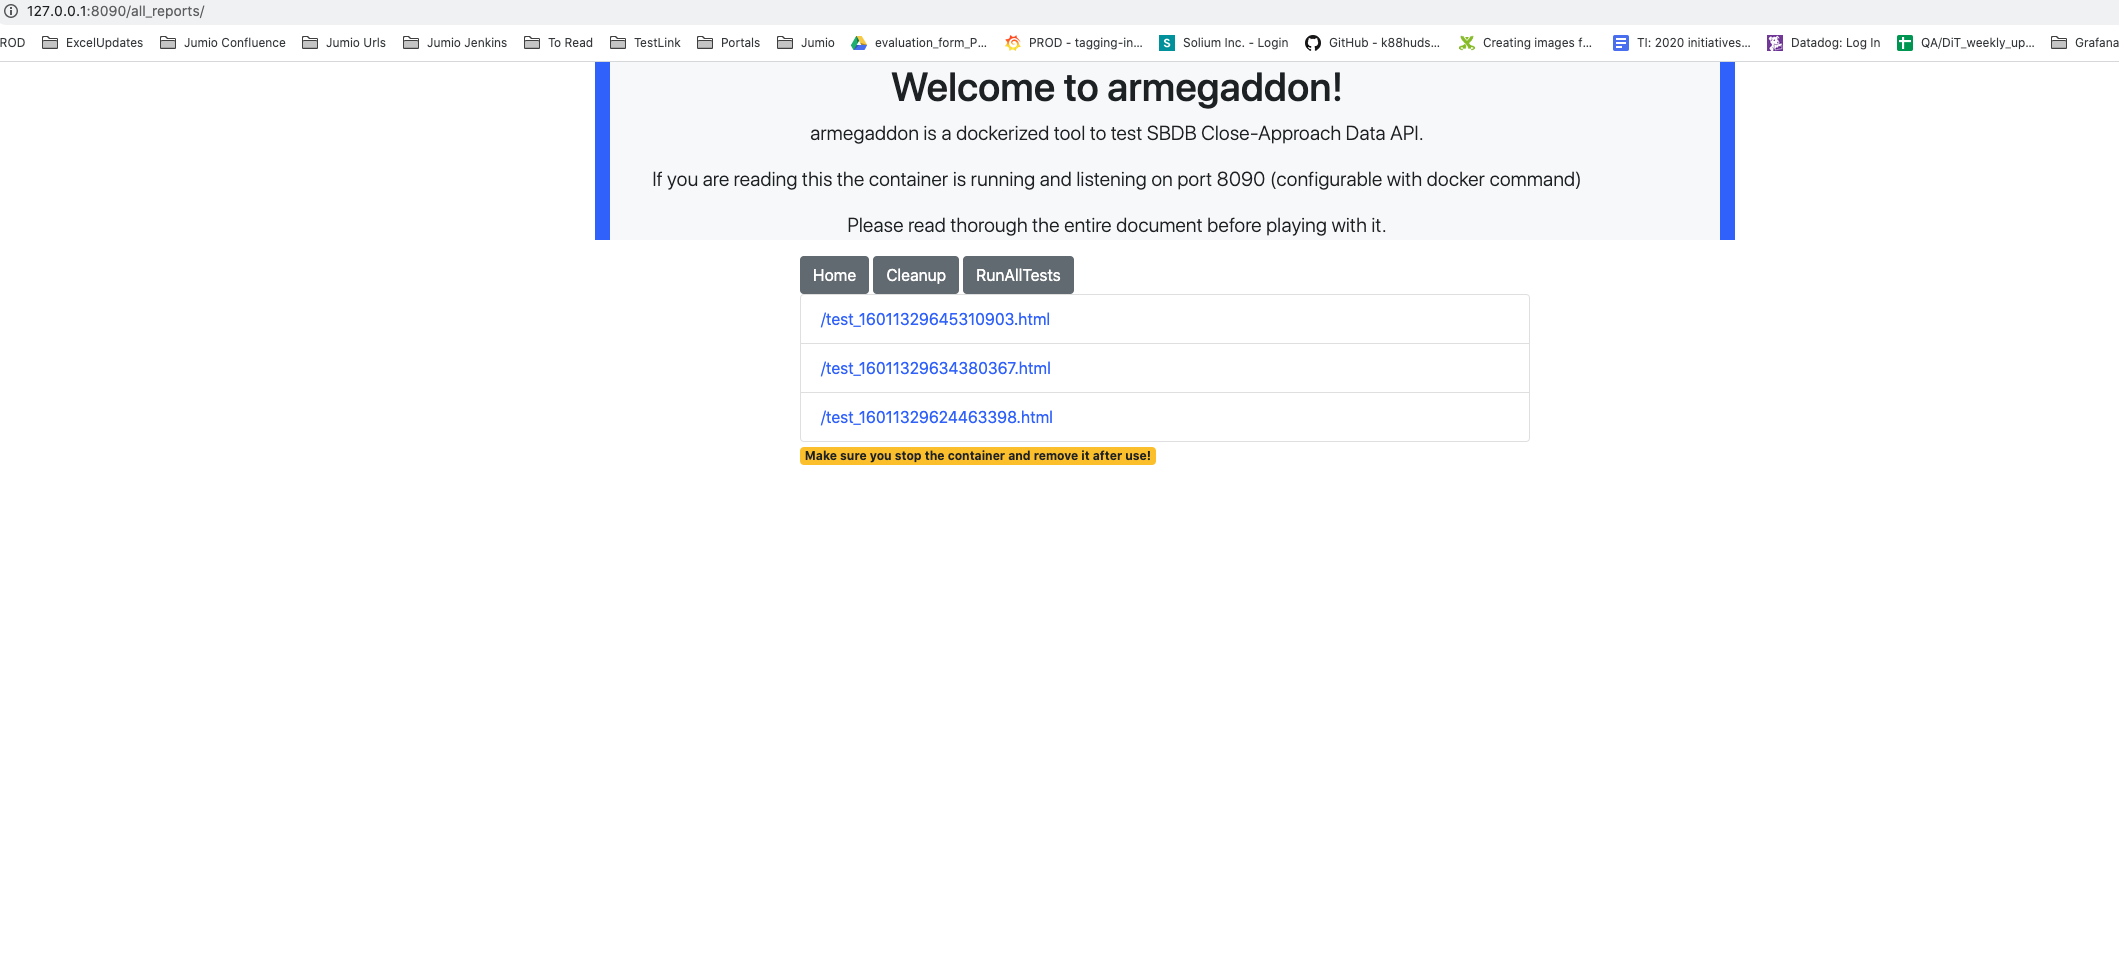 127.0.0.1:8090/all_reports/
ROD ExcelUpdates Jumio Confluence Jumio Urls Jumio Jenkins To Read TestLink Portals Jumio evaluation_form_P... PROD - tagging-in... S Solium Inc. - Login GitHub - k88huds... Creating images f... TI: 2020 initiatives... Datadog: Log In QA/DiT_weekly_up... Grafana
Welcome to armegaddon!
armegaddon is a dockerized tool to test SBDB Close-Approach Data API.
If you are reading this the container is running and listening on port 8090 (configurable with docker command)
Please read thorough the entire document before playing with it.
Home Cleanup RunAllTests
/test_16011329645310903.html
/test_16011329634380367.html
/test_16011329624463398.html
Make sure you stop the container and remove it after use!